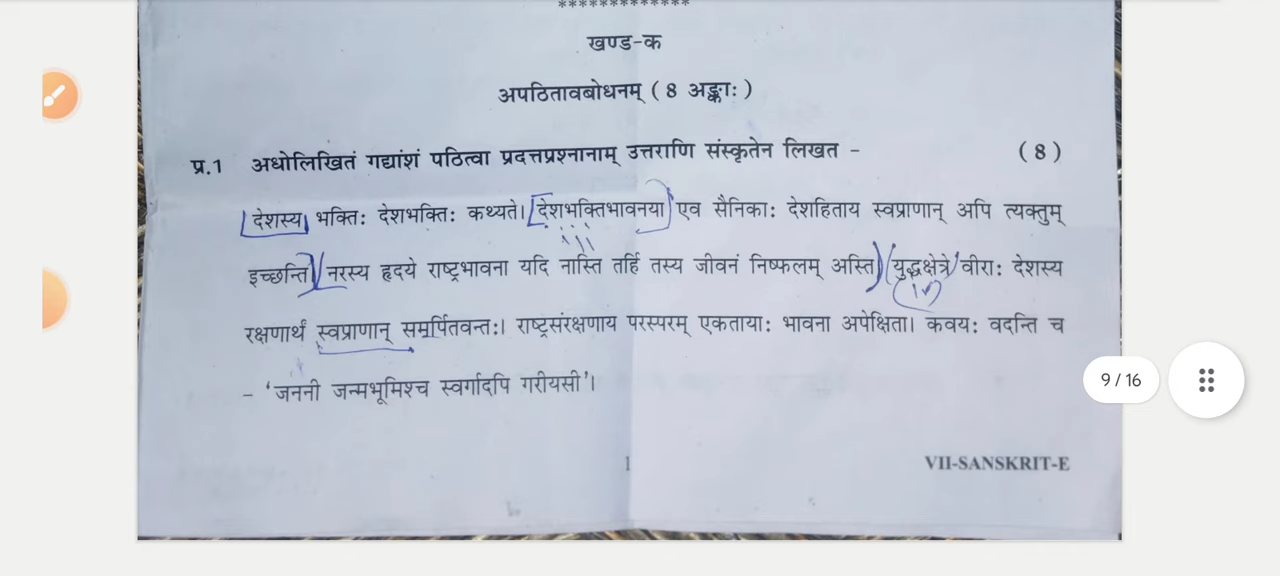 *************
खण्ड-क
अपठितावबोधनम् ( 8 अङ्काः )
प्र.1 अधोलिखितं गद्यांशं पठित्वा प्रदत्तप्रश्नानाम् उत्तराणि संस्कृतेन लिखत - ( 8 )
देशस्य भक्तिः देशभक्तिः कथ्यते। देशभक्तिभावनया एव सैनिकाः देशहिताय स्वप्राणान् अपि त्यक्तुम्
इच्छन्ति। नरस्य हृदये राष्ट्रभावना यदि नास्ति तर्हि तस्य जीवनं निष्फलम् अस्ति। युद्धक्षेत्रे वीराः देशस्य
रक्षणार्थं स्वप्राणान् समर्पितवन्तः। राष्ट्रसंरक्षणाय परस्परम् एकतायाः भावना अपेक्षिता। कवयः वदन्ति च
- ‘जननी जन्मभूमिश्च स्वर्गादपि गरीयसी’।
9 / 16
1 VII-SANSKRIT-E